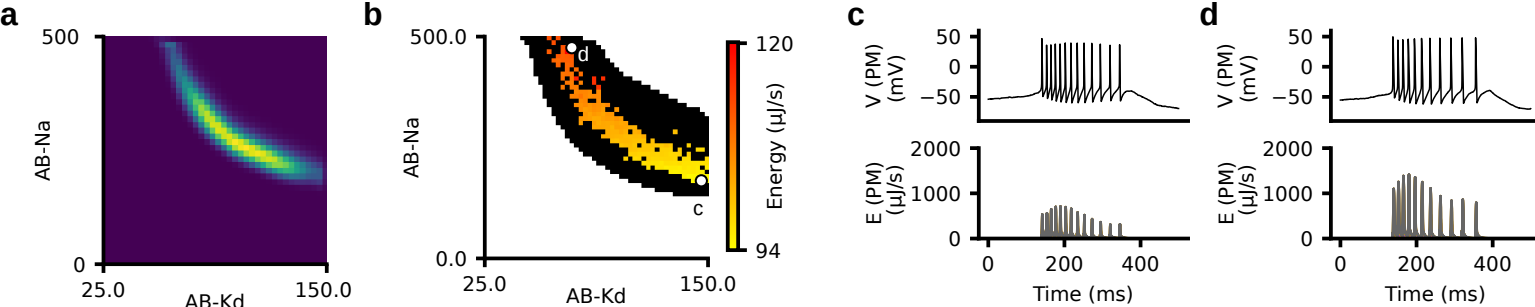 a
500
AB-Na
0
25.0
150.0
AB-Kd
b
500.0
AB-Na
0.0
25.0
150.0
AB-Kd
d
c
120
94
Energy (μJ/s)
c
V (PM)
(mV)
50
0
−50
E (PM)
(μJ/s)
2000
1000
0
0
200
400
Time (ms)
d
V (PM)
(mV)
50
0
−50
E (PM)
(μJ/s)
2000
1000
0
0
200
400
Time (ms)